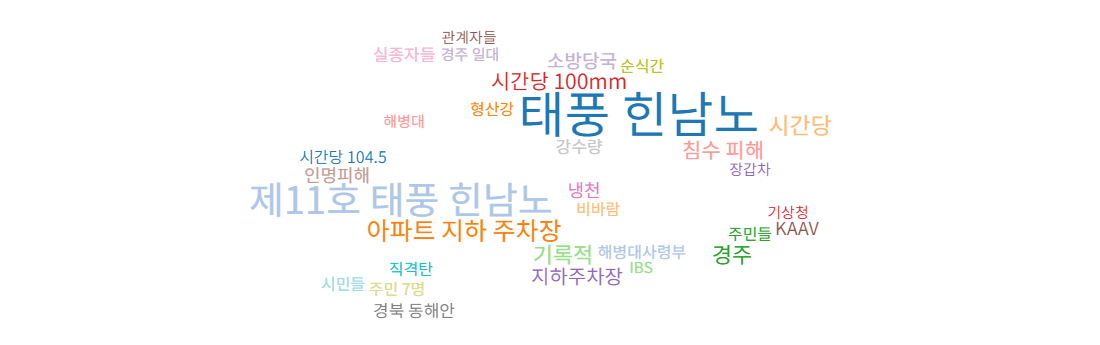 관계자들
실종자들 경주 일대
소방당국 순식간
시간당 100mm
형산강 태풍 힌남노 시간당
해병대
강수량 침수 피해
시간당 104.5
장갑차
인명피해
제11호 태풍 힌남노 냉천
비바람
기상청
아파트 지하 주차장 주민들 KAAV
기록적 해병대사령부 경주
직격탄 지하주차장 IBS
시민들 주민 7명
경북 동해안